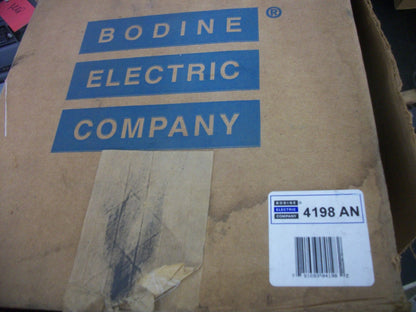 BODINE®
ELECTRIC
COMPANY
BODINE®
ELECTRIC
COMPANY
4198 AN